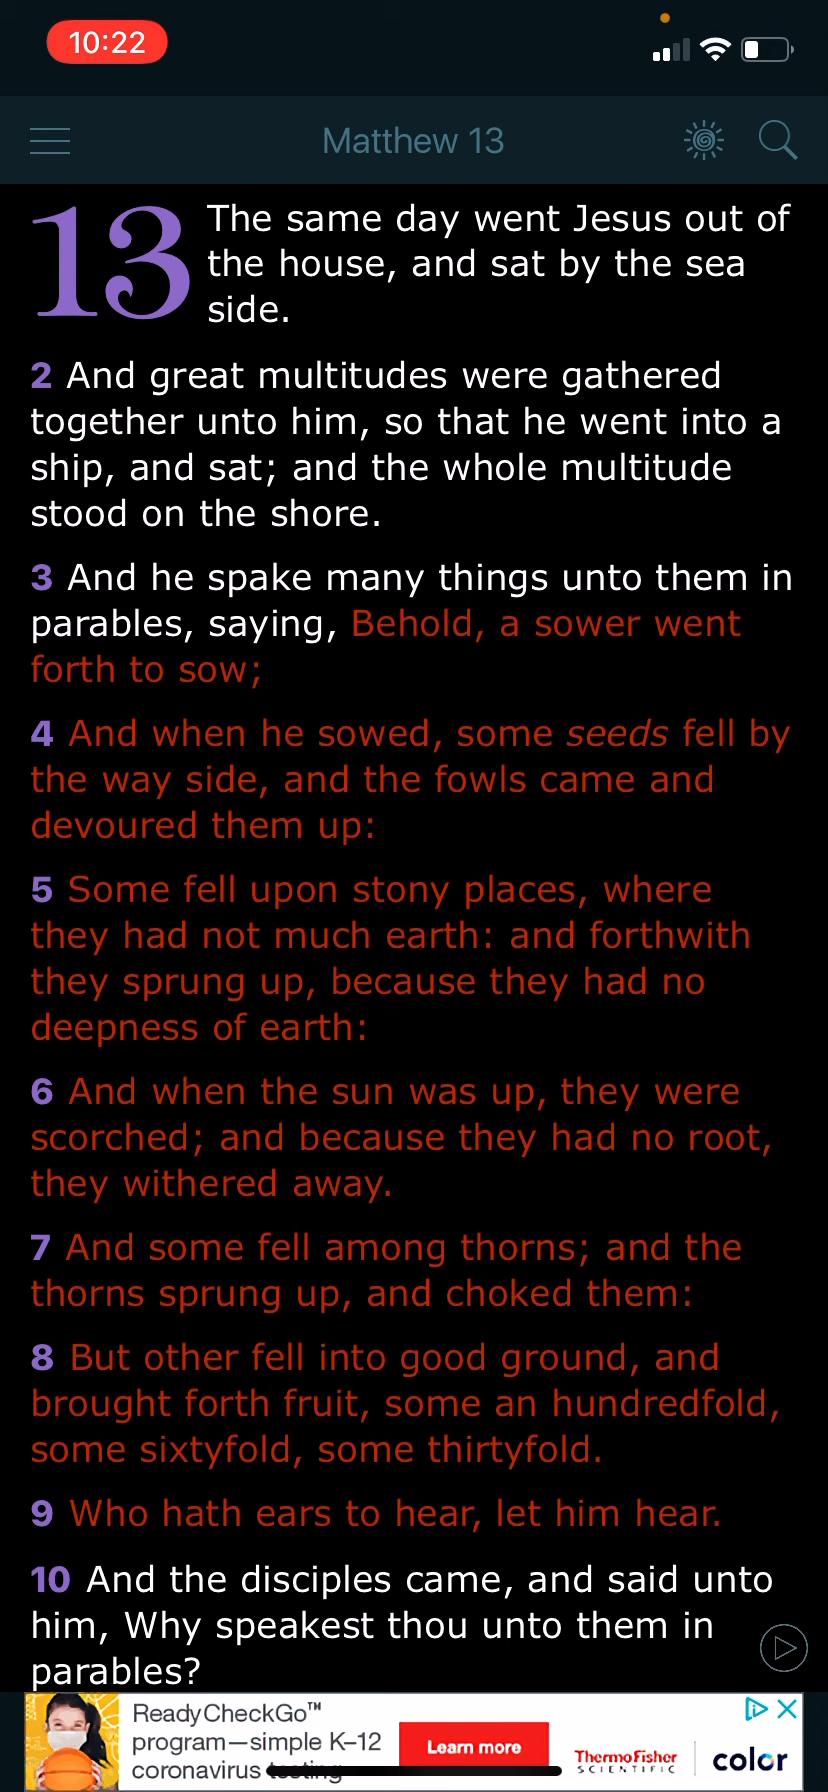 10:22
Matthew 13
13 The same day went Jesus out of
the house, and sat by the sea
side.
2 And great multitudes were gathered
together unto him, so that he went into a
ship, and sat; and the whole multitude
stood on the shore.
3 And he spake many things unto them in
parables, saying, Behold, a sower went
forth to sow;
4 And when he sowed, some seeds fell by
the way side, and the fowls came and
devoured them up:
5 Some fell upon stony places, where
they had not much earth: and forthwith
they sprung up, because they had no
deepness of earth:
6 And when the sun was up, they were
scorched; and because they had no root,
they withered away.
7 And some fell among thorns; and the
thorns sprung up, and choked them:
8 But other fell into good ground, and
brought forth fruit, some an hundredfold,
some sixtyfold, some thirtyfold.
9 Who hath ears to hear, let him hear.
10 And the disciples came, and said unto
him, Why speakest thou unto them in
parables?
ReadyCheckGo™
program—simple K–12
coronavirus testing
Learn more
ThermoFisher
SCIENTIFIC
color